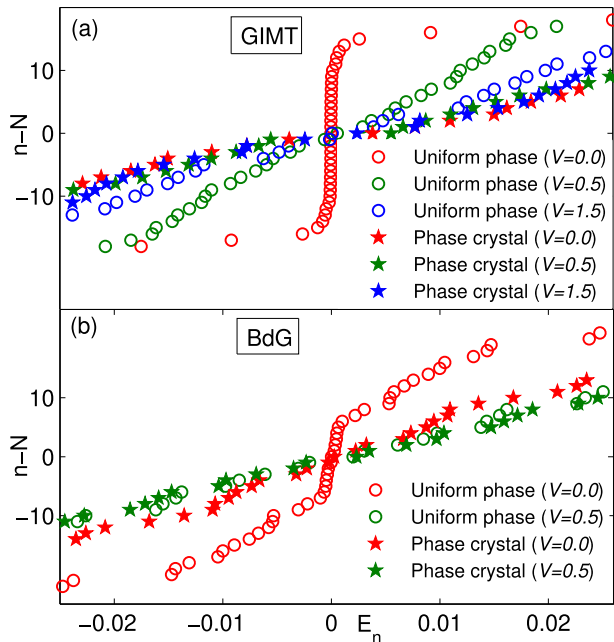 (a)
GIMT
n−N
10
0
−10
Uniform phase (V=0.0)
Uniform phase (V=0.5)
Uniform phase (V=1.5)
Phase crystal (V=0.0)
Phase crystal (V=0.5)
Phase crystal (V=1.5)
(b)
BdG
n−N
10
0
−10
Uniform phase (V=0.0)
Uniform phase (V=0.5)
Phase crystal (V=0.0)
Phase crystal (V=0.5)
−0.02 −0.01 0 E_n 0.01 0.02